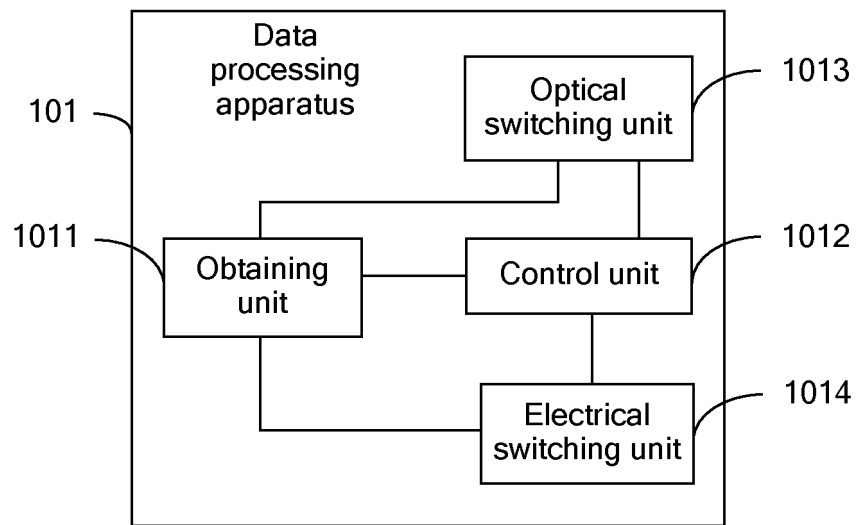 Data
processing
apparatus
101
1013
Optical
switching unit
1011
Obtaining
unit
Control unit
1012
Electrical
switching unit
1014